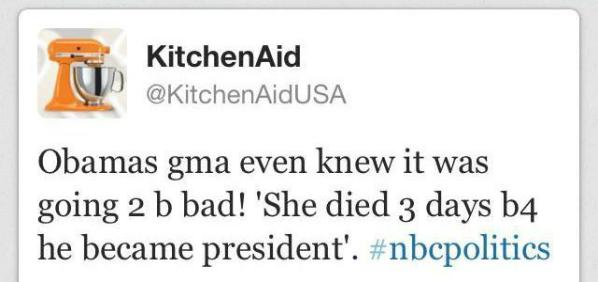 KitchenAid
@KitchenAidUSA
Obamas gma even knew it was
going 2 b bad! 'She died 3 days b4
he became president'. #nbcpolitics